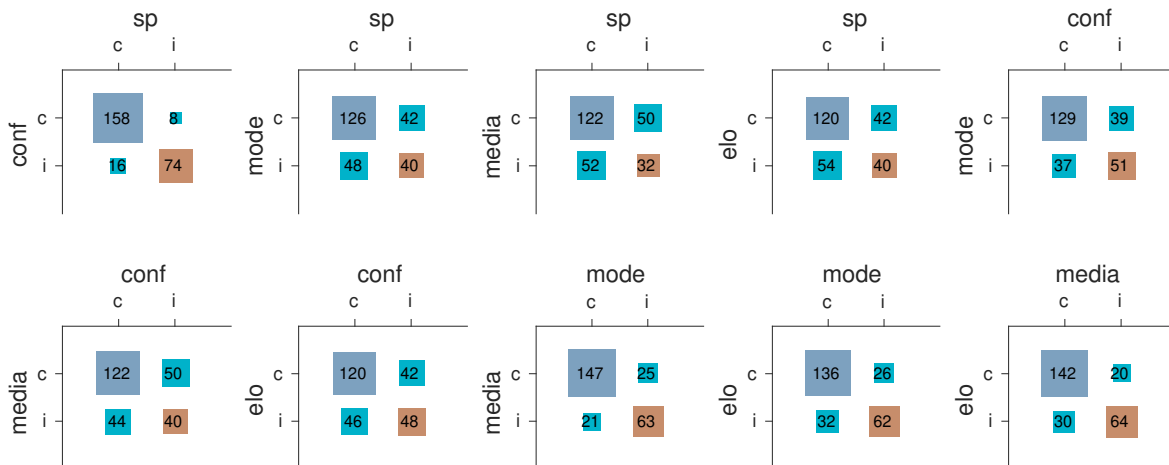 sp sp sp sp conf
c i c i c i c i c i
conf c 158 8 mode c 126 42 media c 122 50 elo c 120 42 mode c 129 39
i 16 74 i 48 40 i 52 32 i 54 40 i 37 51
conf conf mode mode media
c i c i c i c i c i
media c 122 50 elo c 120 42 media c 147 25 elo c 136 26 elo c 142 20
i 44 40 i 46 48 i 21 63 i 32 62 i 30 64